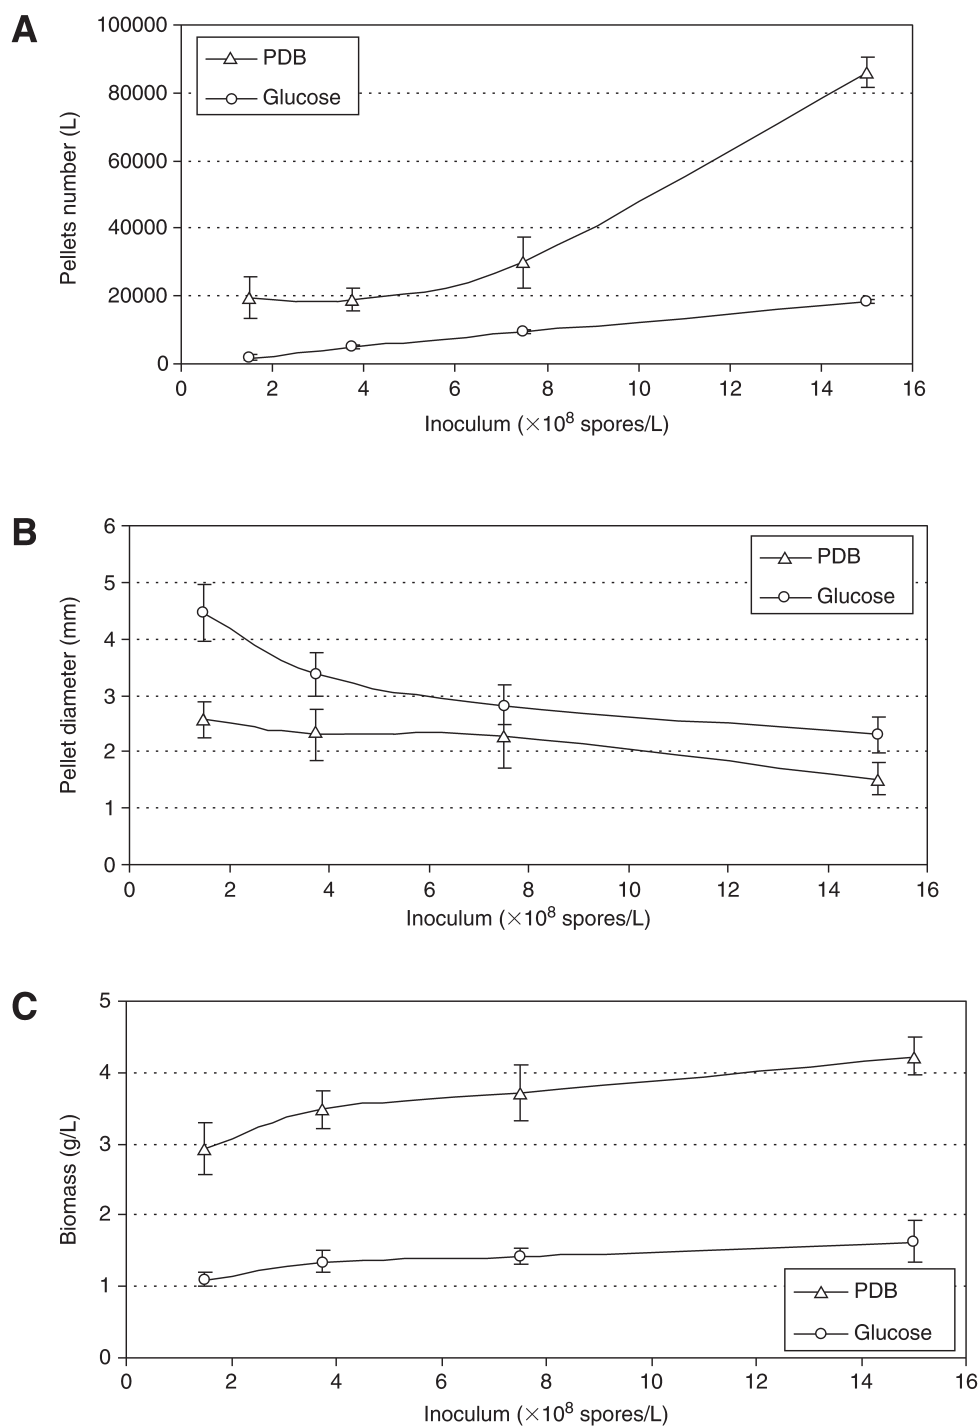 A
100000
80000
60000
40000
20000
0
Pellets number (L)
PDB
Glucose
0 2 4 6 8 10 12 14 16
Inoculum (×10⁸ spores/L)
B
6
5
4
3
2
1
0
Pellet diameter (mm)
PDB
Glucose
0 2 4 6 8 10 12 14 16
Inoculum (×10⁸ spores/L)
C
5
4
3
2
1
0
Biomass (g/L)
PDB
Glucose
0 2 4 6 8 10 12 14 16
Inoculum (×10⁸ spores/L)